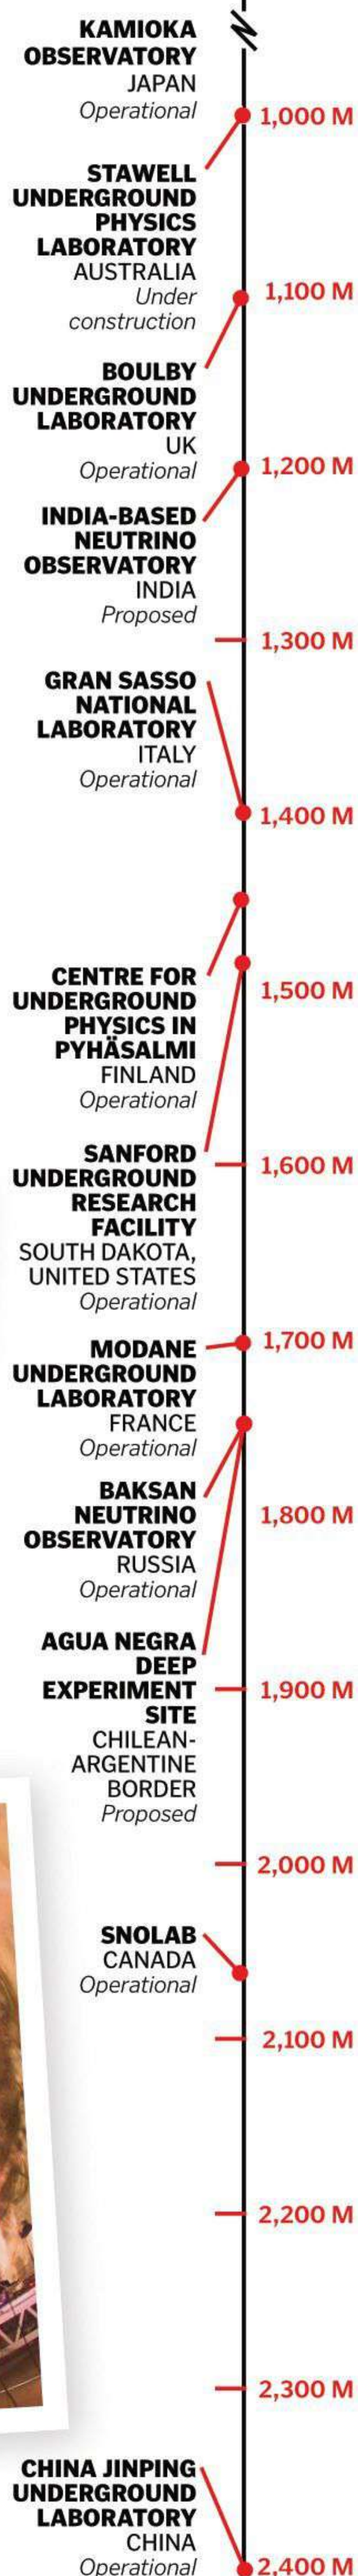 KAMIOKA
OBSERVATORY
JAPAN
Operational
1,000 M
STAWELL
UNDERGROUND
PHYSICS
LABORATORY
AUSTRALIA
Under
construction
1,100 M
BOULBY
UNDERGROUND
LABORATORY
UK
Operational
1,200 M
INDIA-BASED
NEUTRINO
OBSERVATORY
INDIA
Proposed
1,300 M
GRAN SASSO
NATIONAL
LABORATORY
ITALY
Operational
1,400 M
CENTRE FOR
UNDERGROUND
PHYSICS IN
PYHÄSALMI
FINLAND
Operational
1,500 M
SANFORD
UNDERGROUND
RESEARCH
FACILITY
SOUTH DAKOTA,
UNITED STATES
Operational
1,600 M
MODANE
UNDERGROUND
LABORATORY
FRANCE
Operational
1,700 M
BAKSAN
NEUTRINO
OBSERVATORY
RUSSIA
Operational
1,800 M
AGUA NEGRA
DEEP
EXPERIMENT
SITE
CHILEAN-
ARGENTINE
BORDER
Proposed
1,900 M
2,000 M
SNOLAB
CANADA
Operational
2,100 M
2,200 M
2,300 M
CHINA JINPING
UNDERGROUND
LABORATORY
CHINA
Operational
2,400 M